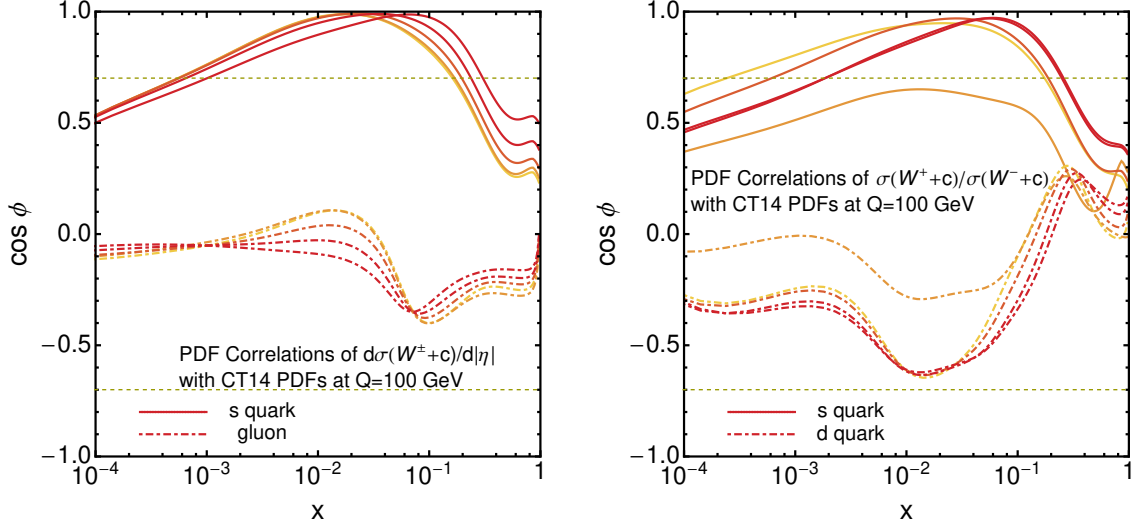 1.0
0.5
0.0
−0.5
−1.0
cos ϕ
PDF Correlations of dσ(W±+c)/d|η|
with CT14 PDFs at Q=100 GeV
s quark
gluon
10⁻⁴ 10⁻³ 10⁻² 10⁻¹ 1
x
1.0
0.5
0.0
−0.5
−1.0
cos ϕ
PDF Correlations of σ(W⁺+c)/σ(W⁻+c)
with CT14 PDFs at Q=100 GeV
s quark
d quark
10⁻⁴ 10⁻³ 10⁻² 10⁻¹ 1
x